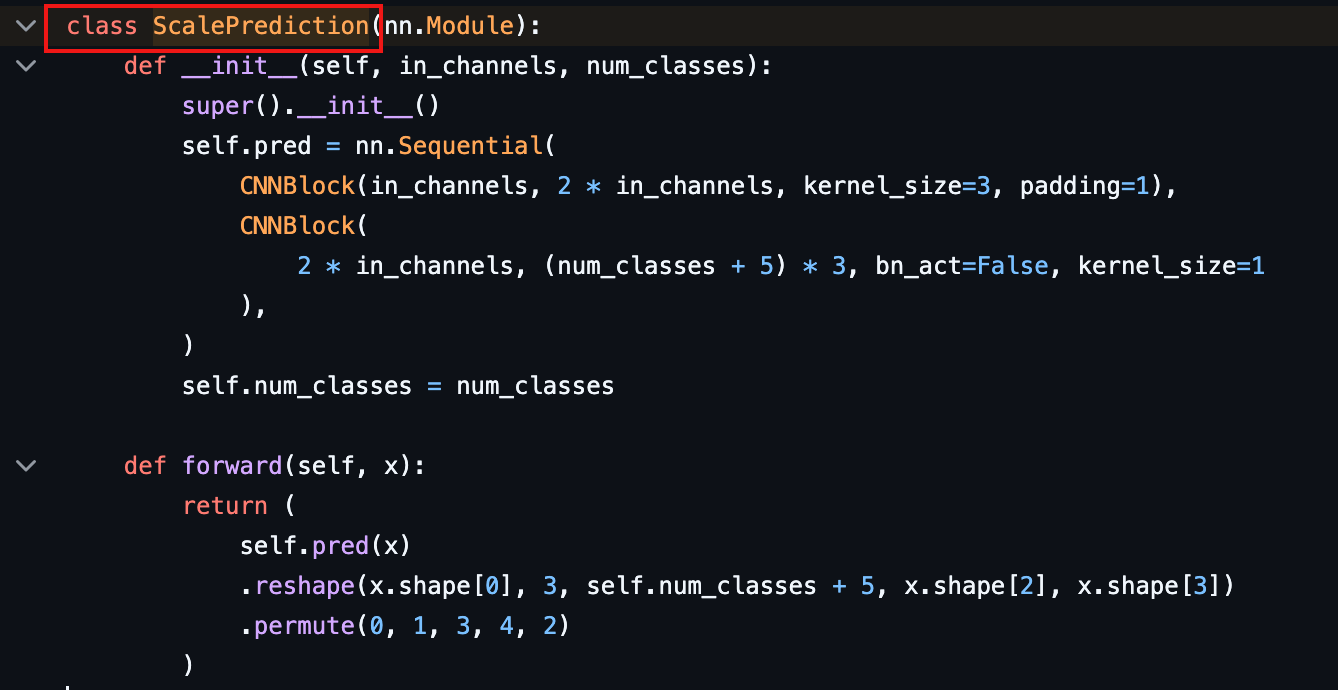 class ScalePrediction(nn.Module):
    def __init__(self, in_channels, num_classes):
        super().__init__()
        self.pred = nn.Sequential(
            CNNBlock(in_channels, 2 * in_channels, kernel_size=3, padding=1),
            CNNBlock(
                2 * in_channels, (num_classes + 5) * 3, bn_act=False, kernel_size=1
            ),
        )
        self.num_classes = num_classes

    def forward(self, x):
        return (
            self.pred(x)
            .reshape(x.shape[0], 3, self.num_classes + 5, x.shape[2], x.shape[3])
            .permute(0, 1, 3, 4, 2)
        )